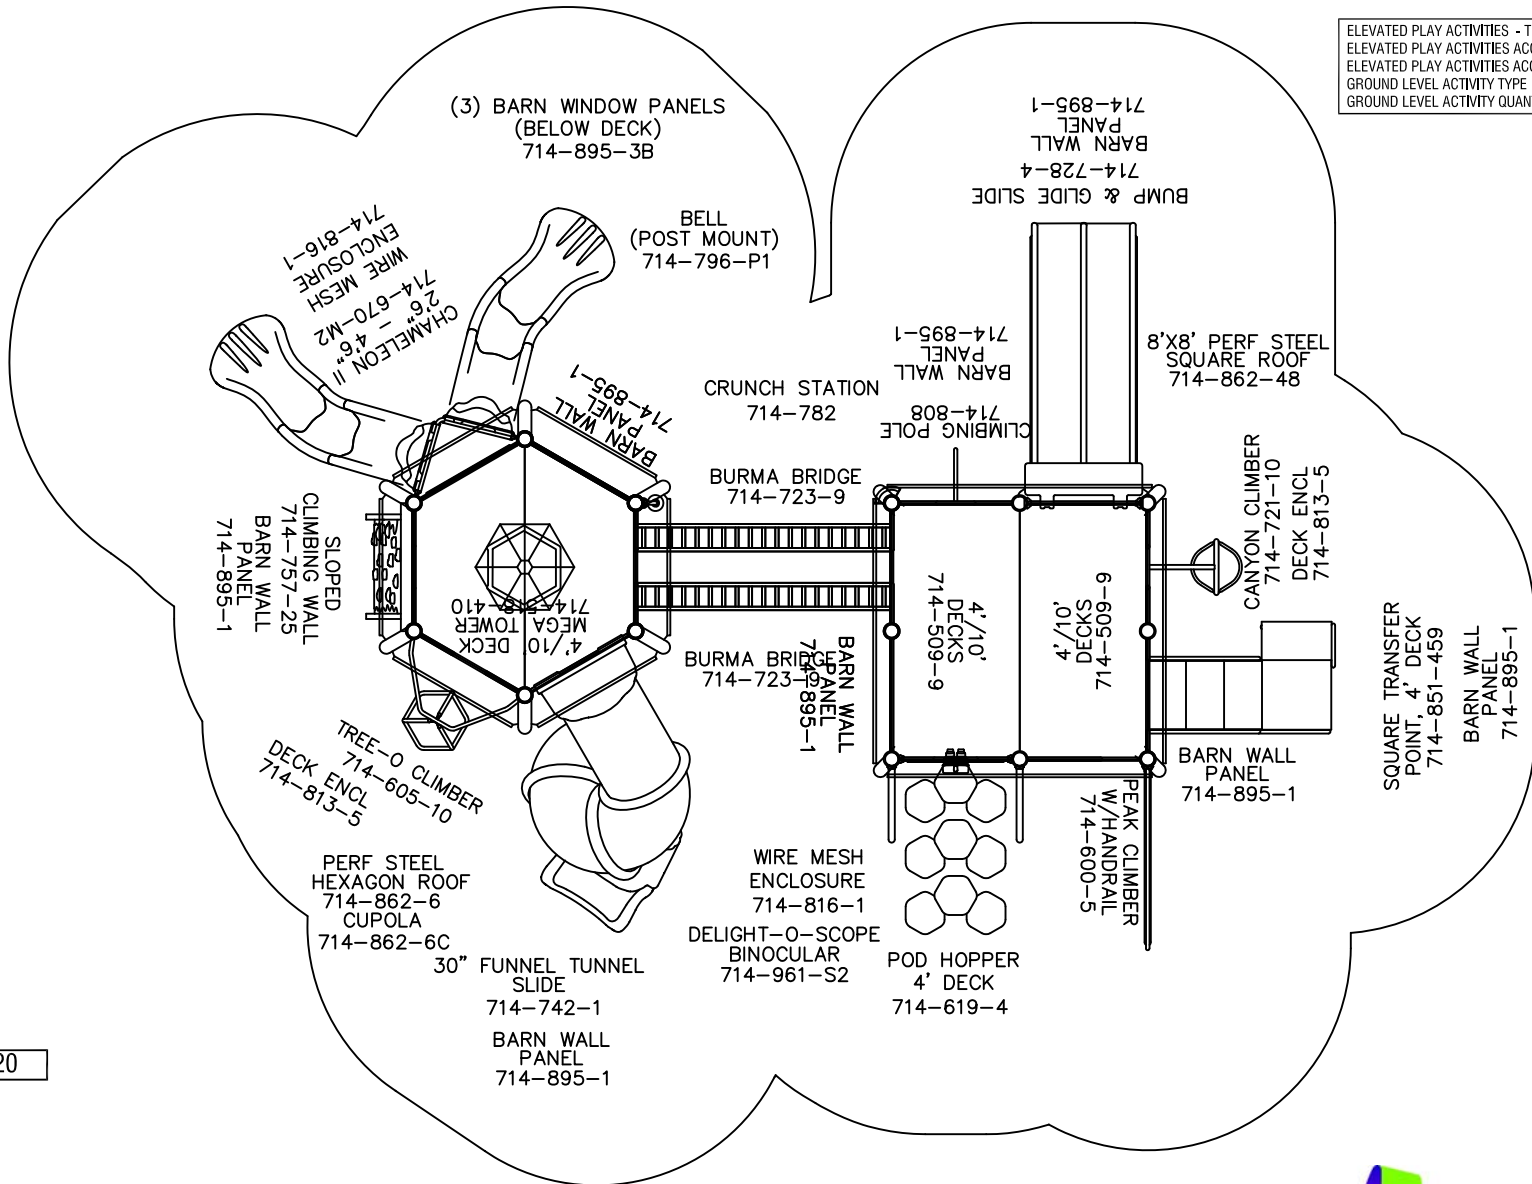 ELEVATED PLAY ACTIVITIES - T
ELEVATED PLAY ACTIVITIES ACC
ELEVATED PLAY ACTIVITIES ACC
GROUND LEVEL ACTIVITY TYPE
GROUND LEVEL ACTIVITY QUAN
(3) BARN WINDOW PANELS
(BELOW DECK)
714-895-3B
BELL
(POST MOUNT)
714-796-P1
BUMP & GLIDE SLIDE
714-728-4
BARN WALL
PANEL
714-895-1
CHAMELEON II
2'6" - 4'6"
714-670-M2
WIRE MESH
ENCLOSURE
714-816-1
BARN WALL
PANEL
714-895-1
CRUNCH STATION
714-782
CLIMBING POLE
714-808
BARN WALL
PANEL
714-895-1
8'X8' PERF STEEL
SQUARE ROOF
714-862-48
BURMA BRIDGE
714-723-9
CANYON CLIMBER
714-721-10
DECK ENCL
714-813-5
SLOPED
CLIMBING WALL
714-757-25
BARN WALL
PANEL
714-895-1
4'/10' DECK
MEGA TOWER
714-518-410
4'/10'
DECKS
714-509-9
4'/10'
DECKS
714-509-9
BURMA BRIDGE
714-723-9
BARN WALL
PANEL
714-895-1
SQUARE TRANSFER
POINT, 4' DECK
714-851-459
BARN WALL
PANEL
714-895-1
TREE-O CLIMBER
714-605-10
DECK ENCL
714-813-5
BARN WALL
PANEL
714-895-1
PEAK CLIMBER
W/HANDRAIL
714-600-5
PERF STEEL
HEXAGON ROOF
714-862-6
CUPOLA
714-862-6C
WIRE MESH
ENCLOSURE
714-816-1
DELIGHT-O-SCOPE
BINOCULAR
714-961-S2
POD HOPPER
4' DECK
714-619-4
30" FUNNEL TUNNEL
SLIDE
714-742-1
BARN WALL
PANEL
714-895-1
20